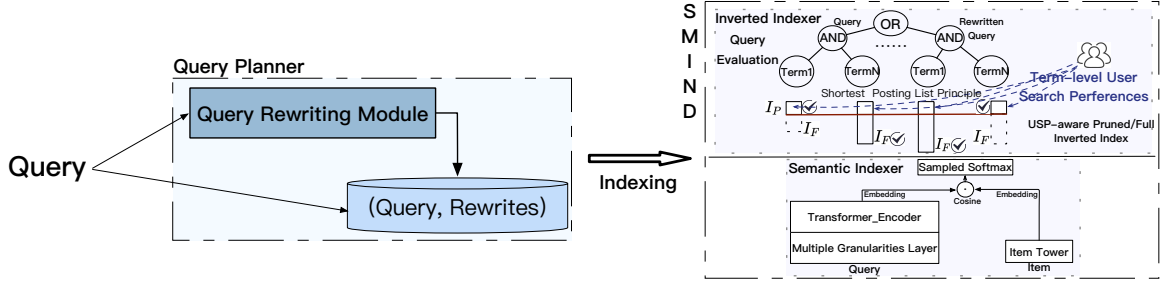 Query Planner
Query Rewriting Module
Query
(Query, Rewrites)
Indexing
S
M
I
N
D
Inverted Indexer
Query
Evaluation
Query
OR
Rewritten
Query
AND
AND
......
Term1
TermN
Term1
TermN
Shortest Posting List Principle
Term-level User
Search Perferences
I_P
I_F
I_F
I_F
I_F
USP-aware Pruned/Full
Inverted Index
Semantic Indexer
Sampled Softmax
Embedding
Cosine
Embedding
Transformer_Encoder
Multiple Granularities Layer
Query
Item Tower
Item